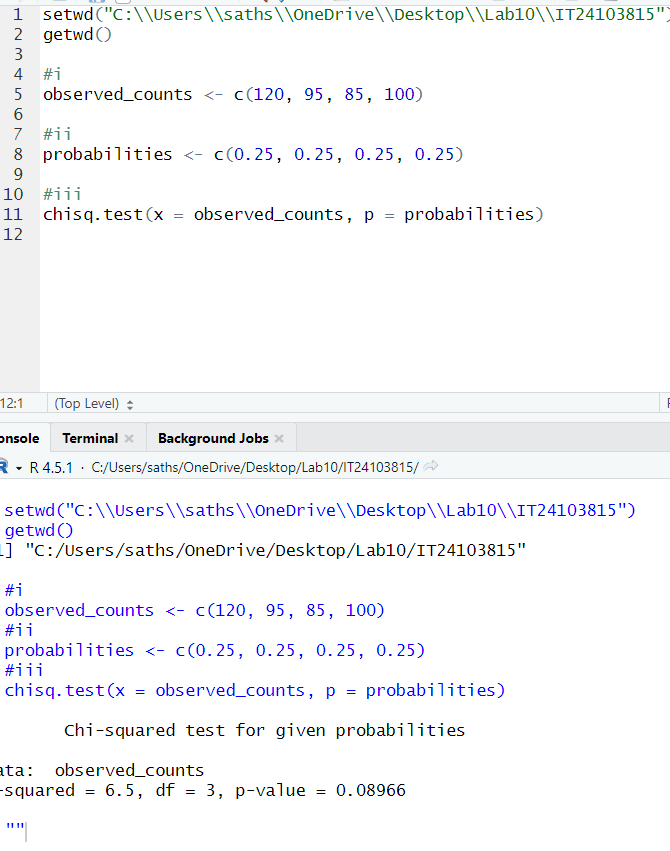 1 setwd("C:\\Users\\saths\\OneDrive\\Desktop\\Lab10\\IT24103815")
2 getwd()
3
4 #i
5 observed_counts <- c(120, 95, 85, 100)
6
7 #ii
8 probabilities <- c(0.25, 0.25, 0.25, 0.25)
9
10 #iii
11 chisq.test(x = observed_counts, p = probabilities)
12
12:1 (Top Level)
onsole Terminal Background Jobs
R 4.5.1 · C:/Users/saths/OneDrive/Desktop/Lab10/IT24103815/
setwd("C:\\Users\\saths\\OneDrive\\Desktop\\Lab10\\IT24103815")
getwd()
1] "C:/Users/saths/OneDrive/Desktop/Lab10/IT24103815"
#i
observed_counts <- c(120, 95, 85, 100)
#ii
probabilities <- c(0.25, 0.25, 0.25, 0.25)
#iii
chisq.test(x = observed_counts, p = probabilities)
Chi-squared test for given probabilities
ata: observed_counts
-squared = 6.5, df = 3, p-value = 0.08966
""